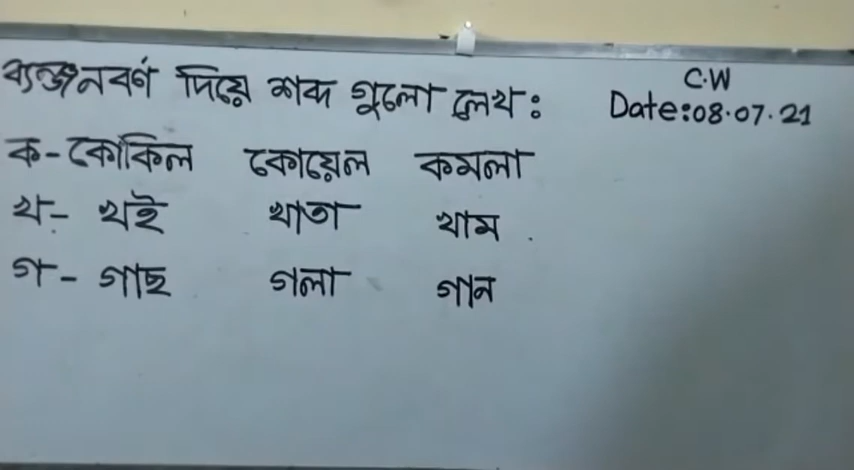 C.W
ব্যঞ্জনবর্ণ দিয়ে শব্দ গুলো লেখ:
Date:08.07.21
ক- কোকিল কোয়েল কমলা
খ- খই খাতা খাম
গ- গাছ গলা গান